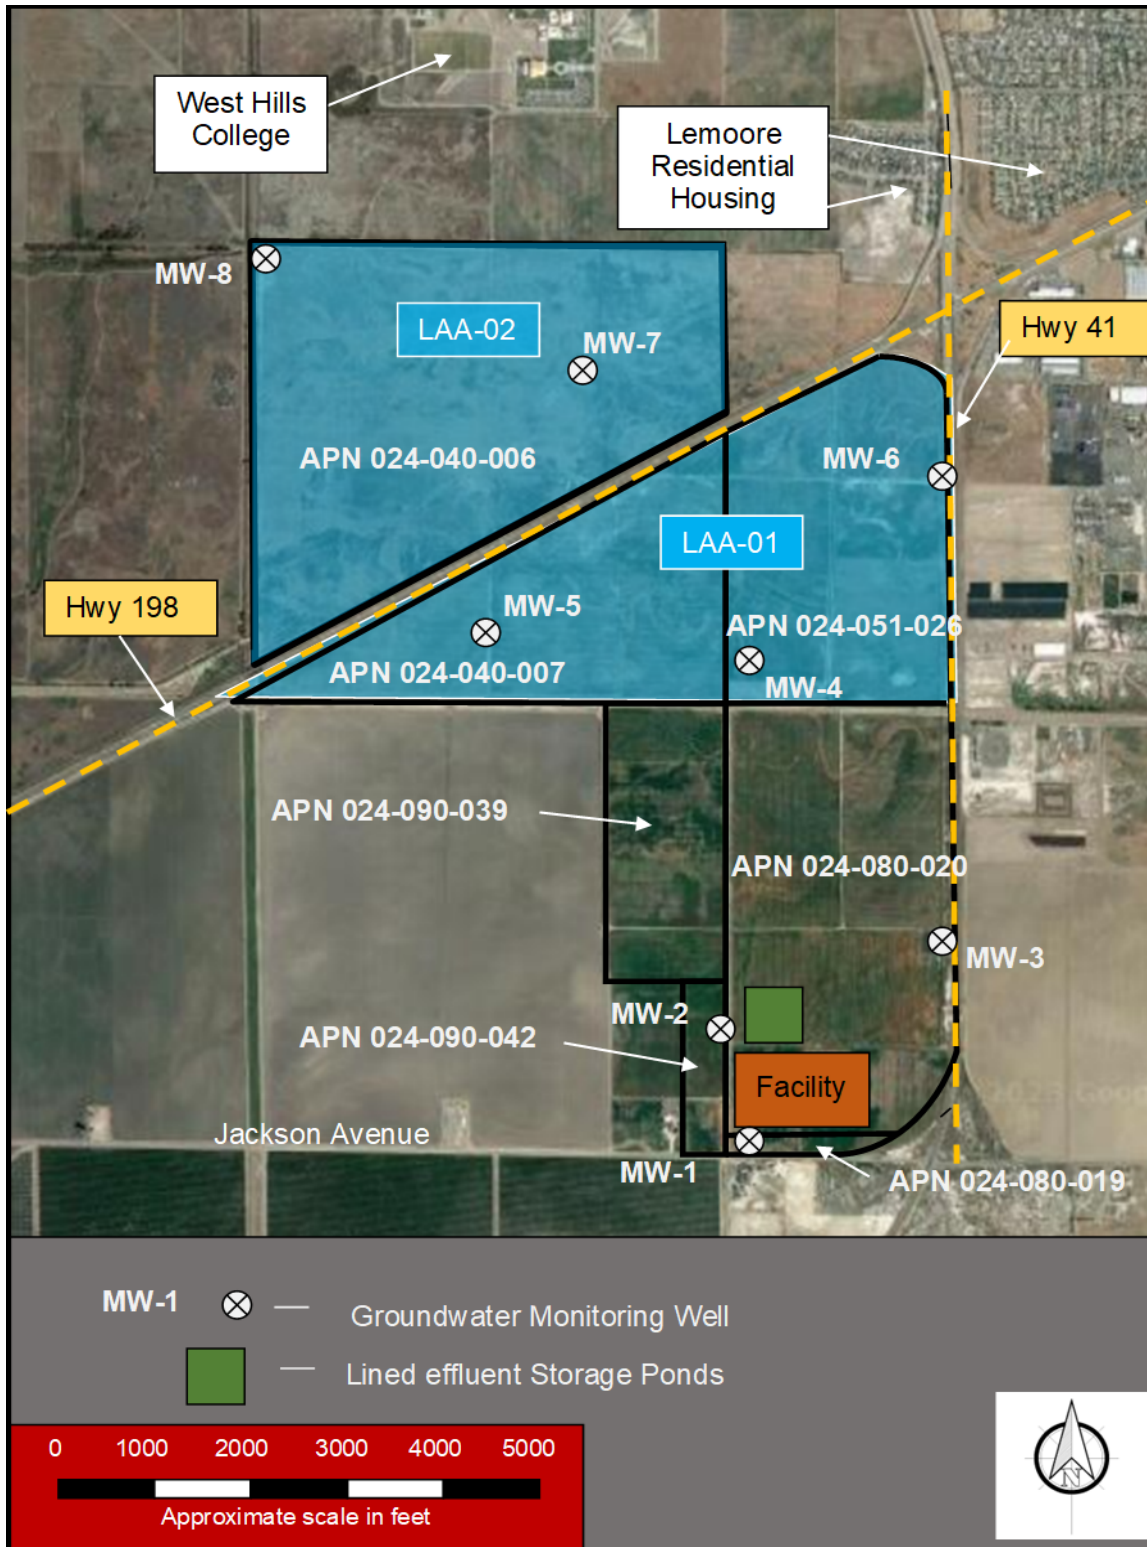 West Hills
College
Lemoore
Residential
Housing
MW-8
LAA-02
MW-7
Hwy 41
APN 024-040-006
MW-6
LAA-01
Hwy 198
MW-5
APN 024-051-026
APN 024-040-007
MW-4
APN 024-090-039
APN 024-080-020
MW-3
MW-2
APN 024-090-042
Facility
Jackson Avenue
MW-1
APN 024-080-019
MW-1
Groundwater Monitoring Well
Lined effluent Storage Ponds
0 1000 2000 3000 4000 5000
Approximate scale in feet
N